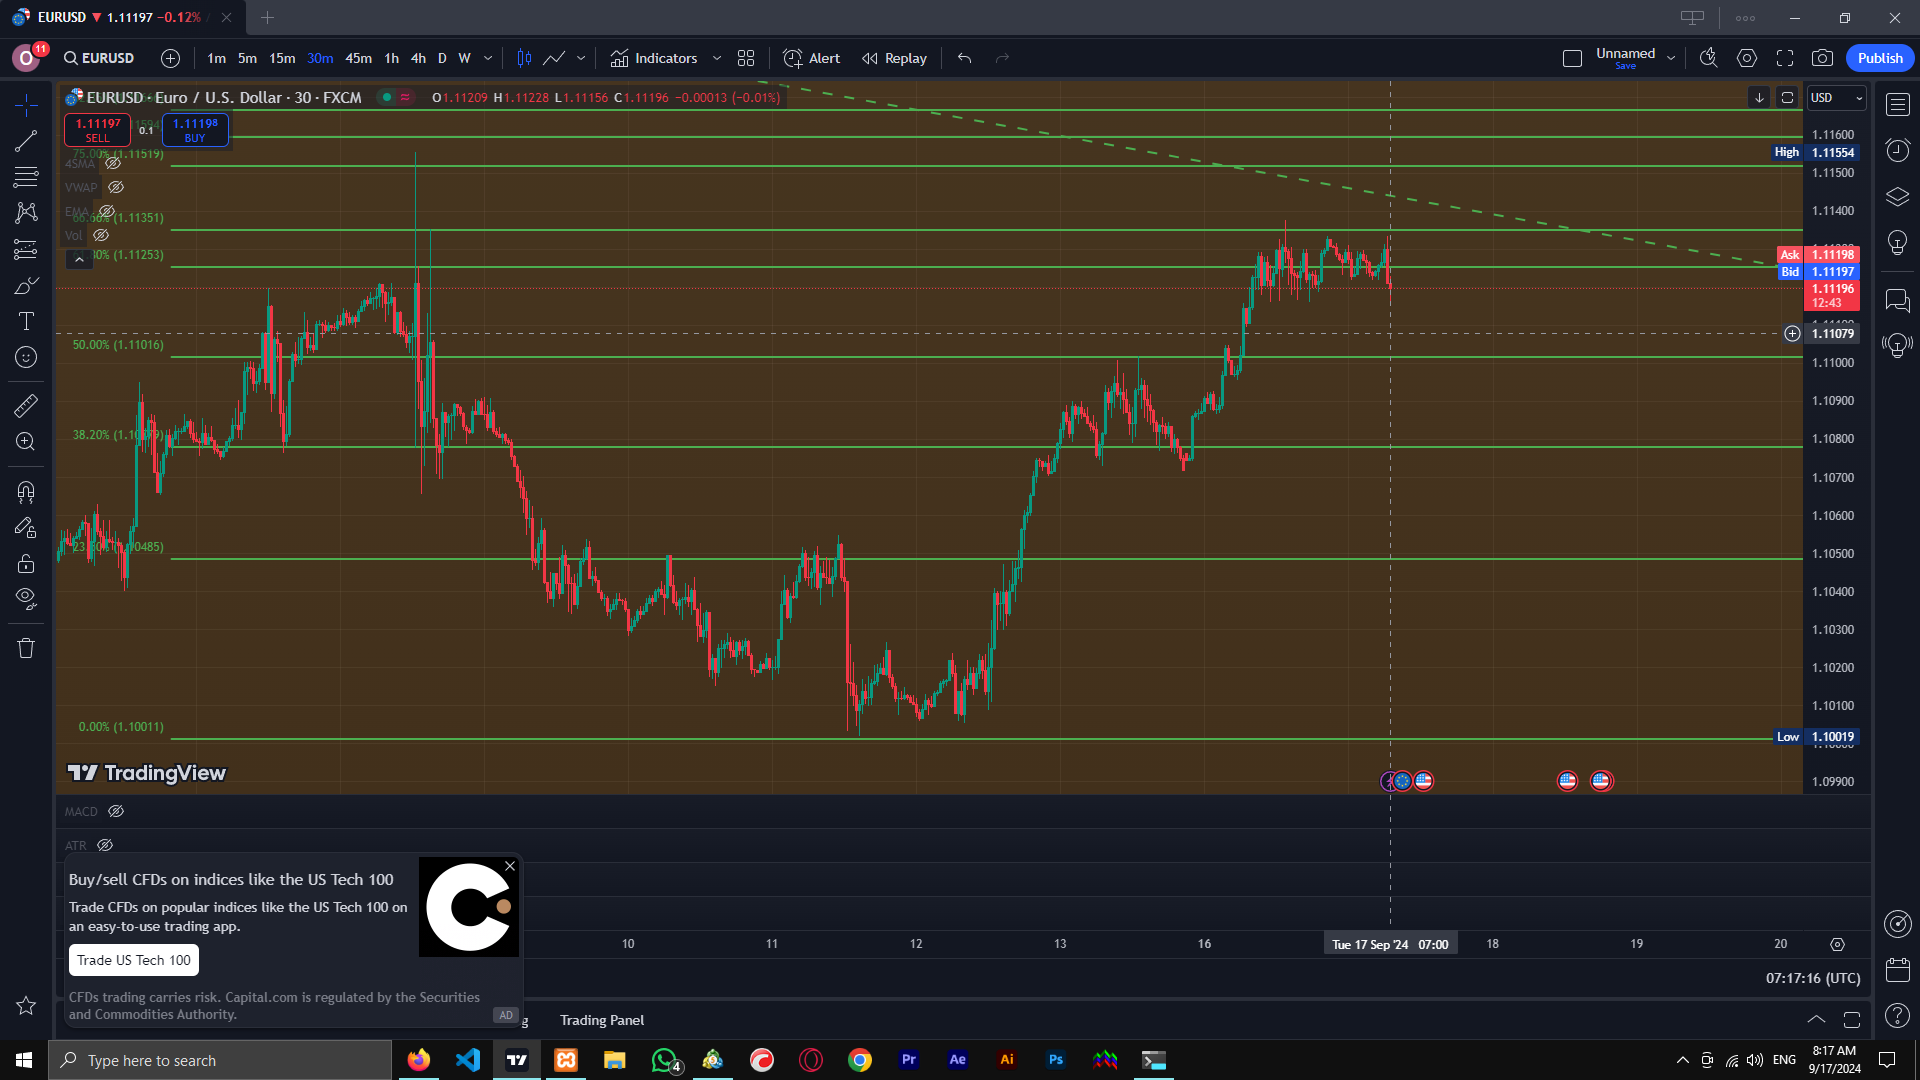 EURUSD ▼ 1.11197 −0.12% /
O 11 EURUSD 1m 5m 15m 30m 45m 1h 4h D W Indicators Alert Replay Unnamed Save Publish
EURUSD · Euro / U.S. Dollar · 30 · FXCM O1.11209 H1.11228 L1.11156 C1.11196 −0.00013 (−0.01%) USD
1.11197 SELL 0.1 1.11198 BUY
75.00% (1.11519)
4SMA
VWAP
EMA
66.66% (1.11351)
Vol
(1.11253)
50.00% (1.11016)
38.20%
0.00% (1.10011)
1.11600
High 1.11554
1.11500
1.11400
Ask 1.11198
Bid 1.11197
1.11196
12:43
1.11079
1.11000
1.10900
1.10800
1.10700
1.10600
1.10500
1.10400
1.10300
1.10200
1.10100
Low 1.10019
1.09900
TradingView
MACD
ATR
Buy/sell CFDs on indices like the US Tech 100
Trade CFDs on popular indices like the US Tech 100 on
an easy-to-use trading app.
Trade US Tech 100
CFDs trading carries risk. Capital.com is regulated by the Securities
and Commodities Authority.
AD
10 11 12 13 16 Tue 17 Sep '24 07:00 18 19 20
07:17:16 (UTC)
Trading Panel
Type here to search
4
Pr Ae Ai Ps
ENG
8:17 AM
9/17/2024